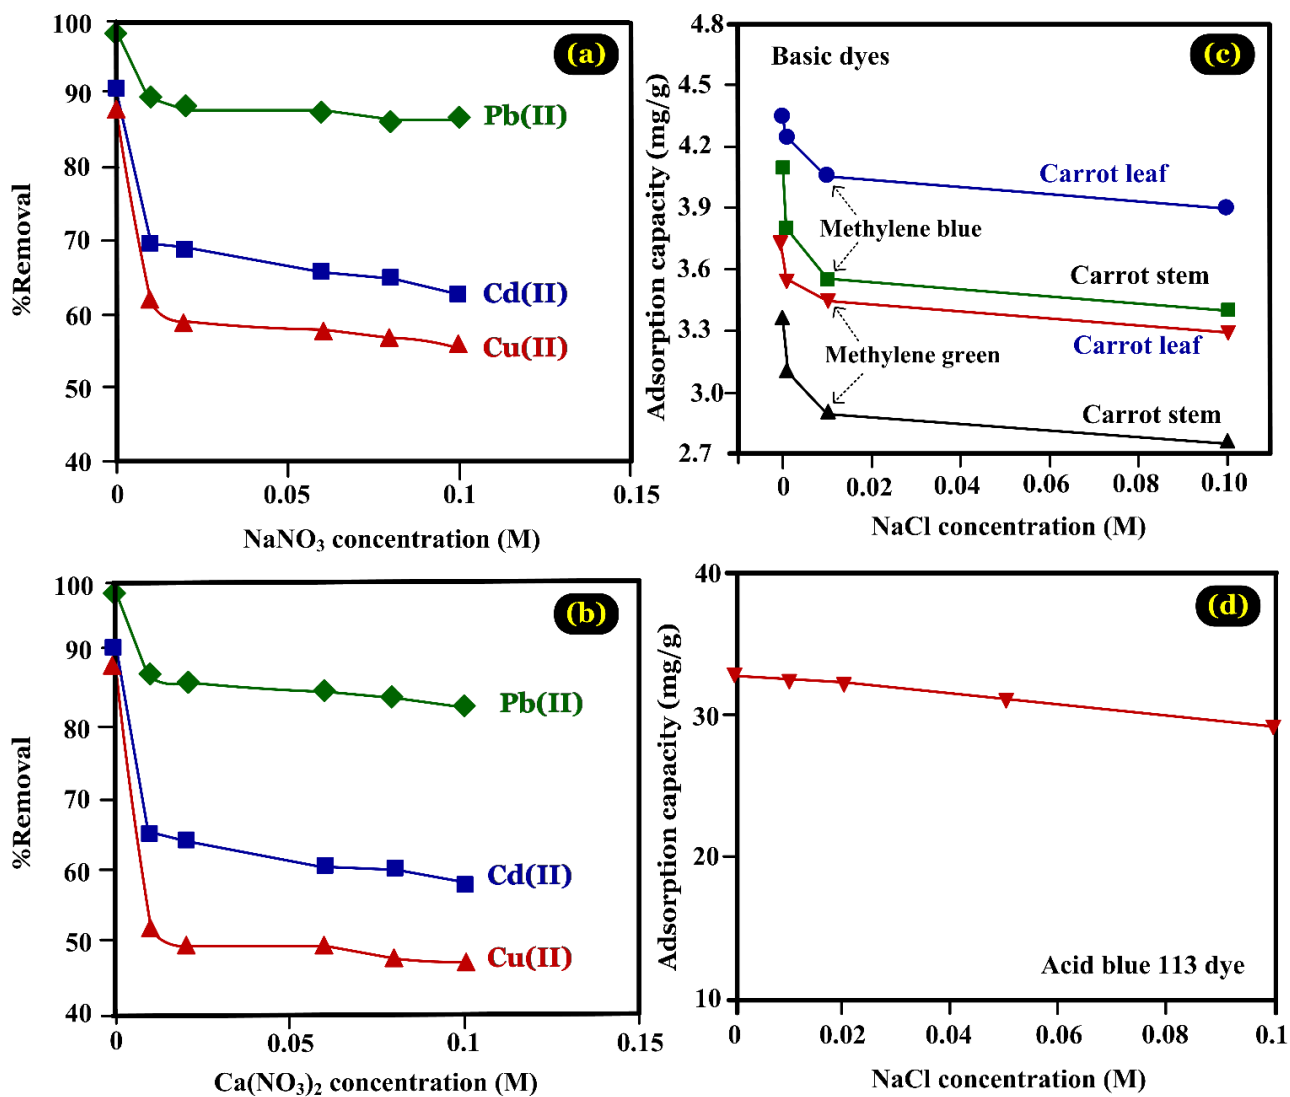 (a)
100
90
80
70
60
50
40
%Removal
Pb(II)
Cd(II)
Cu(II)
0
0.05
0.1
0.15
NaNO₃ concentration (M)
(c)
Basic dyes
4.8
4.5
4.2
3.9
3.6
3.3
3.0
2.7
Adsorption capacity (mg/g)
Carrot leaf
Methylene blue
Carrot stem
Carrot leaf
Methylene green
Carrot stem
0
0.02
0.04
0.06
0.08
0.10
NaCl concentration (M)
(b)
100
90
80
70
60
50
40
%Removal
Pb(II)
Cd(II)
Cu(II)
0
0.05
0.1
0.15
Ca(NO₃)₂ concentration (M)
(d)
40
30
20
10
Adsorption capacity (mg/g)
Acid blue 113 dye
0
0.02
0.04
0.06
0.08
0.1
NaCl concentration (M)